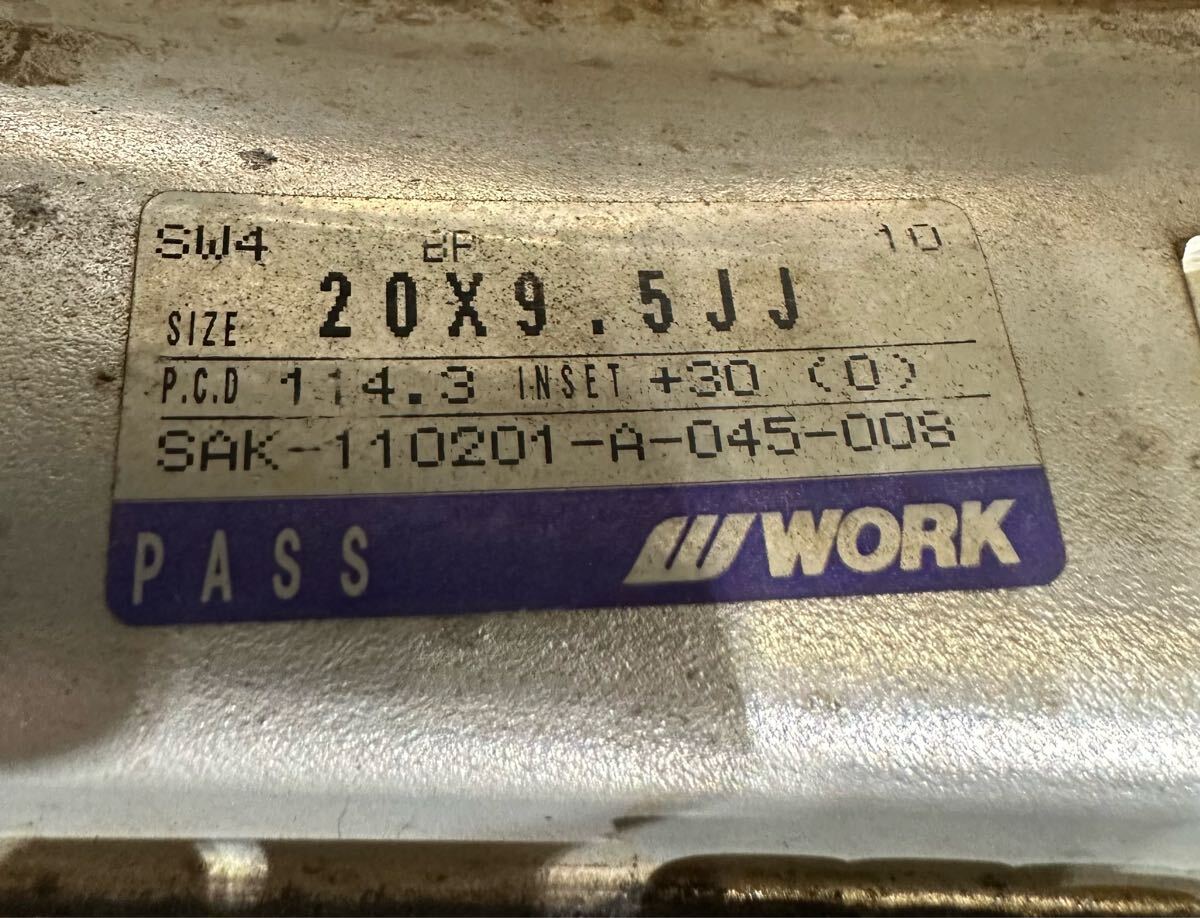 SW4 BP 10
SIZE 20X9.5JJ
P.C.D 114.3 INSET +30 (0)
SAK-110201-A-045-008
PASS WORK